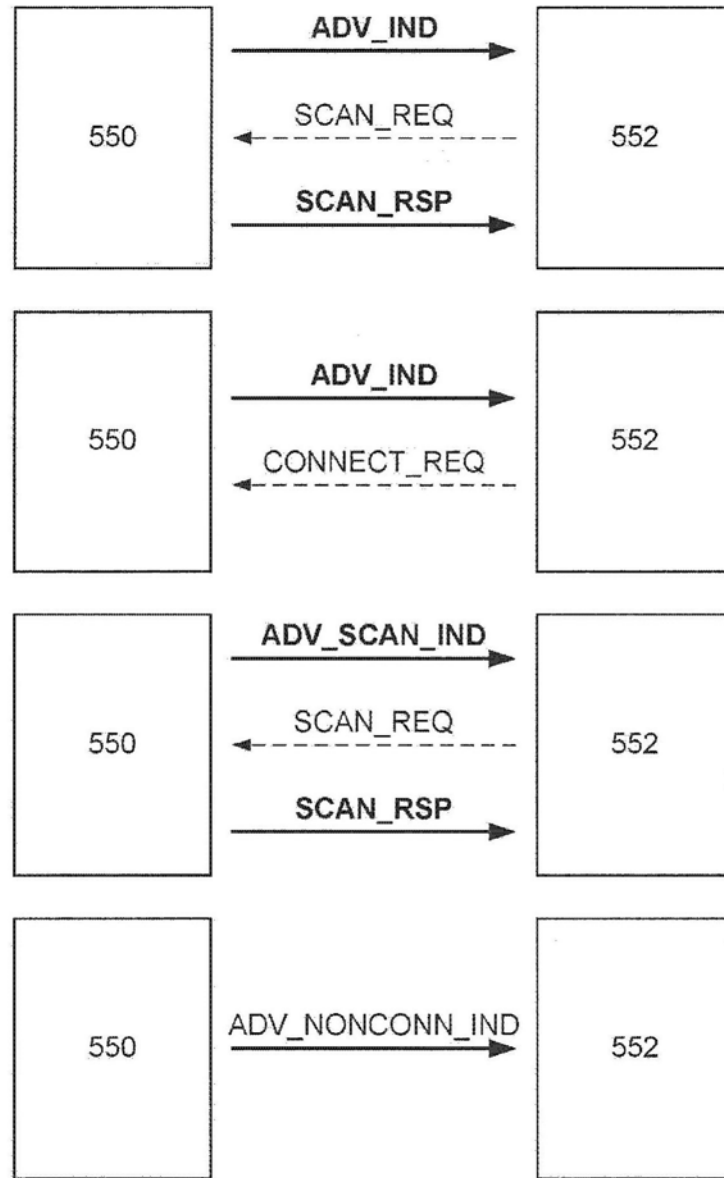 ADV_IND
SCAN_REQ
550
552
SCAN_RSP
ADV_IND
550
552
CONNECT_REQ
ADV_SCAN_IND
SCAN_REQ
550
552
SCAN_RSP
ADV_NONCONN_IND
550
552